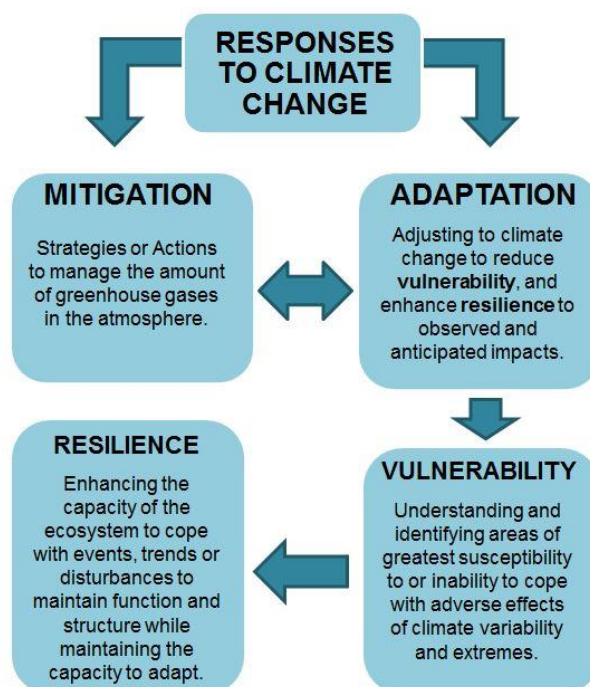 RESPONSES
TO CLIMATE
CHANGE
MITIGATION
Strategies or Actions
to manage the amount
of greenhouse gases
in the atmosphere.
ADAPTATION
Adjusting to climate
change to reduce
vulnerability, and
enhance resilience to
observed and
anticipated impacts.
RESILIENCE
Enhancing the
capacity of the
ecosystem to cope
with events, trends or
disturbances to
maintain function and
structure while
maintaining the
capacity to adapt.
VULNERABILITY
Understanding and
identifying areas of
greatest susceptibility
to or inability to cope
with adverse effects
of climate variability
and extremes.